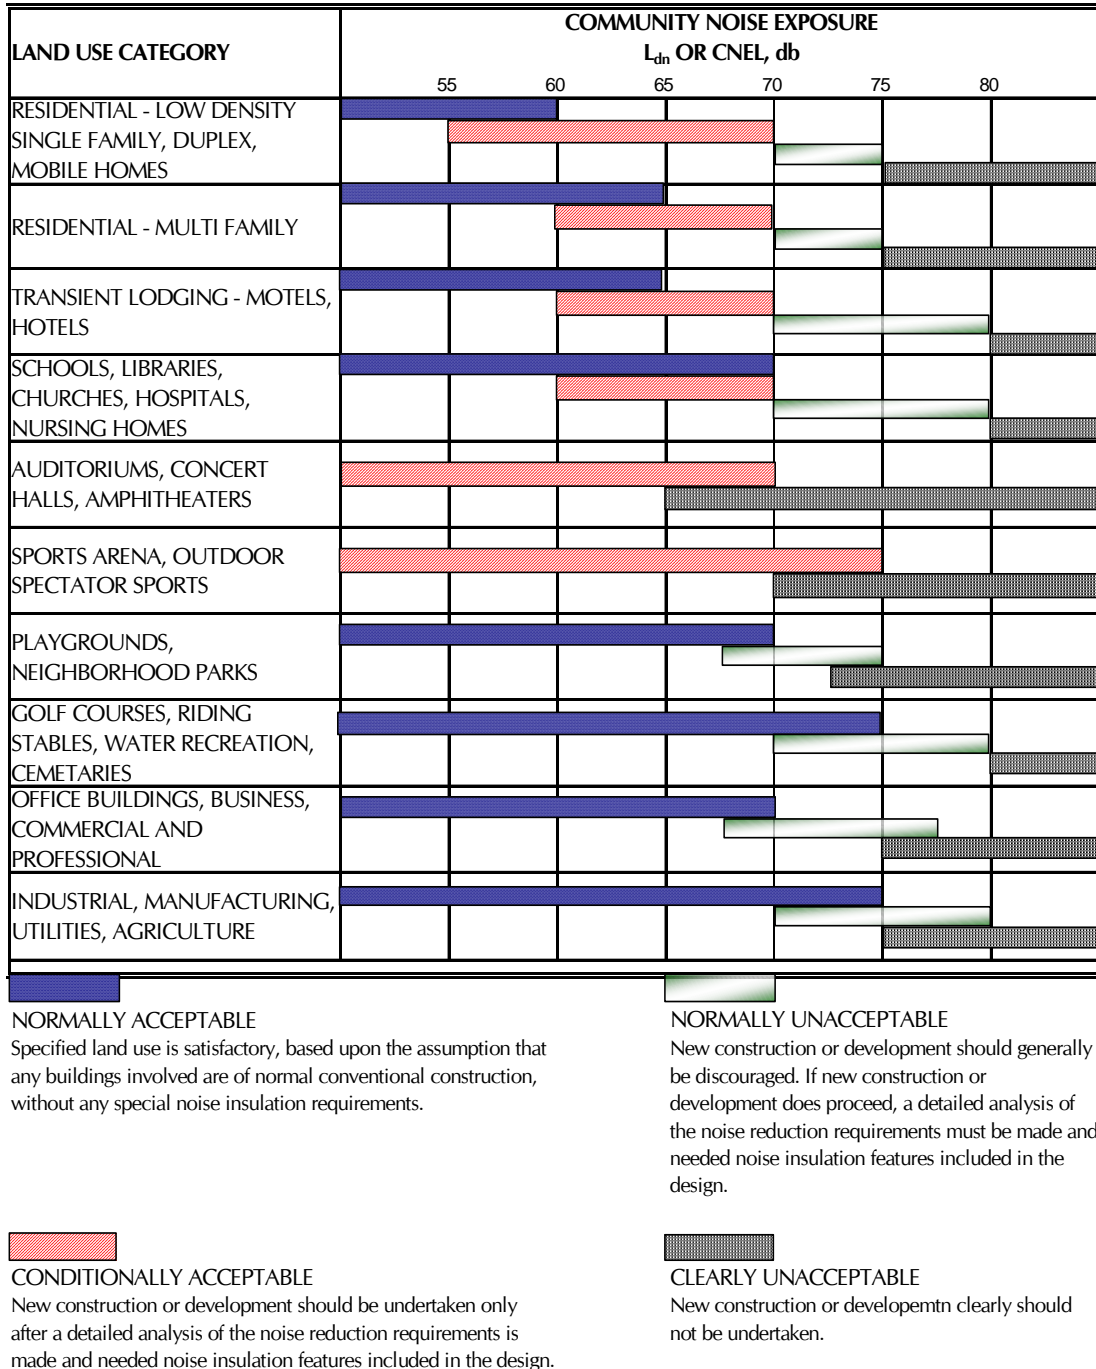 COMMUNITY NOISE EXPOSURE
LAND USE CATEGORY
Ldn OR CNEL, db
55 60 65 70 75 80
RESIDENTIAL - LOW DENSITY
SINGLE FAMILY, DUPLEX,
MOBILE HOMES
RESIDENTIAL - MULTI FAMILY
TRANSIENT LODGING - MOTELS,
HOTELS
SCHOOLS, LIBRARIES,
CHURCHES, HOSPITALS,
NURSING HOMES
AUDITORIUMS, CONCERT
HALLS, AMPHITHEATERS
SPORTS ARENA, OUTDOOR
SPECTATOR SPORTS
PLAYGROUNDS,
NEIGHBORHOOD PARKS
GOLF COURSES, RIDING
STABLES, WATER RECREATION,
CEMETARIES
OFFICE BUILDINGS, BUSINESS,
COMMERCIAL AND
PROFESSIONAL
INDUSTRIAL, MANUFACTURING,
UTILITIES, AGRICULTURE
NORMALLY ACCEPTABLE
Specified land use is satisfactory, based upon the assumption that
any buildings involved are of normal conventional construction,
without any special noise insulation requirements.
NORMALLY UNACCEPTABLE
New construction or development should generally
be discouraged. If new construction or
development does proceed, a detailed analysis of
the noise reduction requirements must be made and
needed noise insulation features included in the
design.
CONDITIONALLY ACCEPTABLE
New construction or development should be undertaken only
after a detailed analysis of the noise reduction requirements is
made and needed noise insulation features included in the design.
CLEARLY UNACCEPTABLE
New construction or developemtn clearly should
not be undertaken.